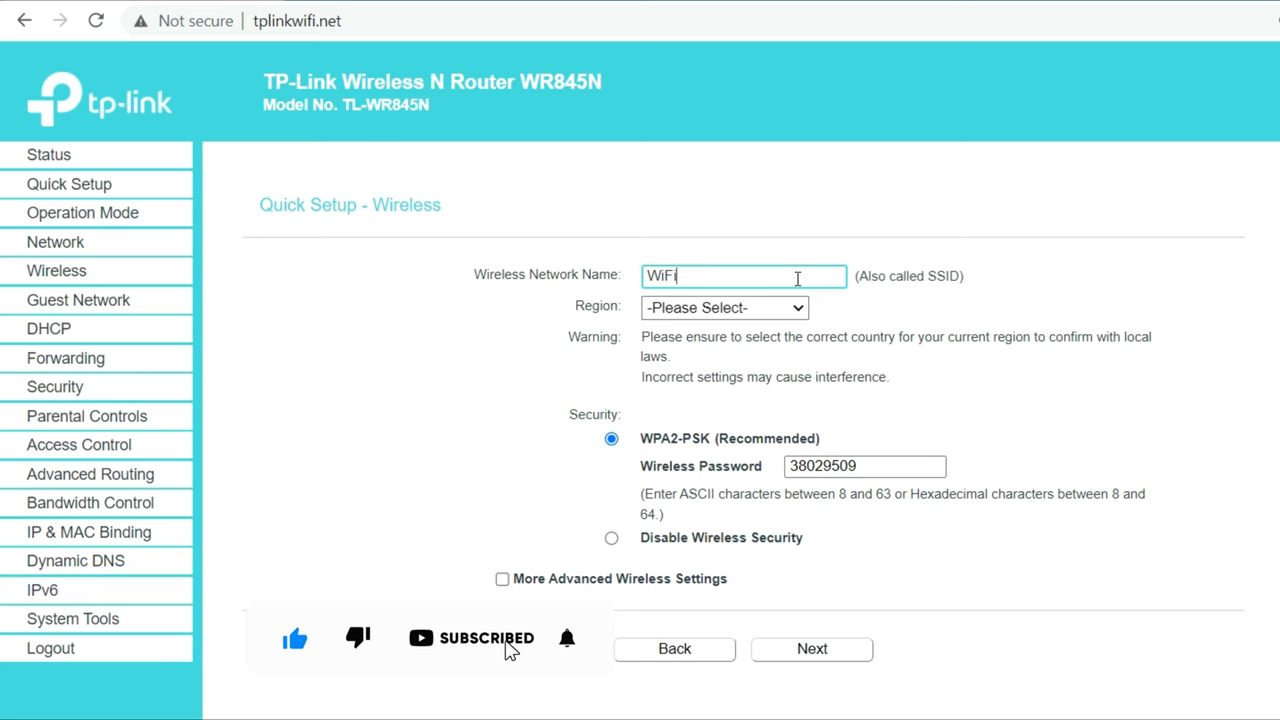 Not secure | tplinkwifi.net
tp-link
TP-Link Wireless N Router WR845N
Model No. TL-WR845N
Status
Quick Setup
Operation Mode
Network
Wireless
Guest Network
DHCP
Forwarding
Security
Parental Controls
Access Control
Advanced Routing
Bandwidth Control
IP & MAC Binding
Dynamic DNS
IPv6
System Tools
Logout
Quick Setup - Wireless
Wireless Network Name: WiFi (Also called SSID)
Region: -Please Select-
Warning: Please ensure to select the correct country for your current region to confirm with local
laws.
Incorrect settings may cause interference.
Security:
WPA2-PSK (Recommended)
Wireless Password 38029509
(Enter ASCII characters between 8 and 63 or Hexadecimal characters between 8 and
64.)
Disable Wireless Security
More Advanced Wireless Settings
SUBSCRIBED
Back Next